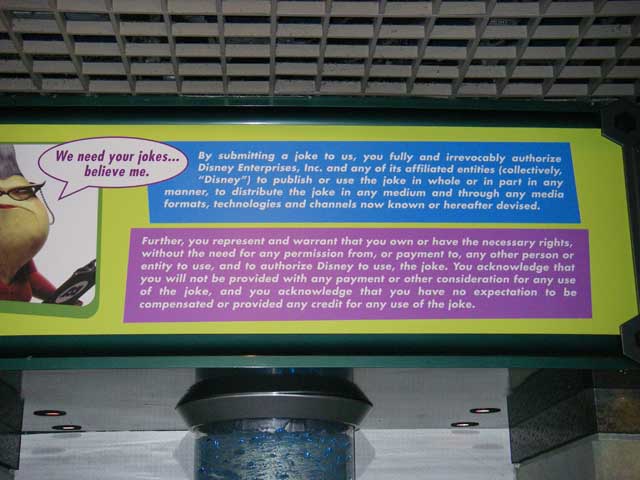 We need your jokes...
believe me.
By submitting a joke to us, you fully and irrevocably authorize
Disney Enterprises, Inc. and any of its affiliated entities (collectively,
"Disney") to publish or use the joke in whole or in part in any
manner, to distribute the joke in any medium and through any media
formats, technologies and channels now known or hereafter devised.
Further, you represent and warrant that you own or have the necessary rights,
without the need for any permission from, or payment to, any other person or
entity to use, and to authorize Disney to use, the joke. You acknowledge that
you will not be provided with any payment or other consideration for any use
of the joke, and you acknowledge that you have no expectation to be
compensated or provided any credit for any use of the joke.